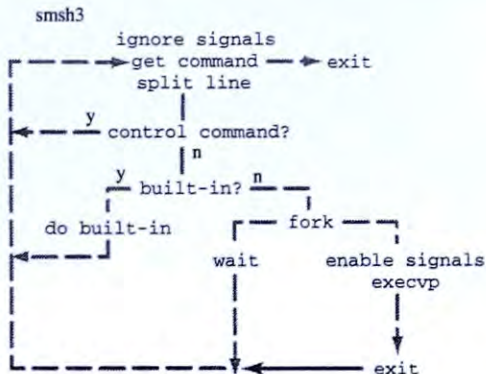 smsh3
ignore signals
get command
exit
split line
y
control command?
n
y
built-in?
n
do built-in
fork
wait
enable signals
execvp
exit